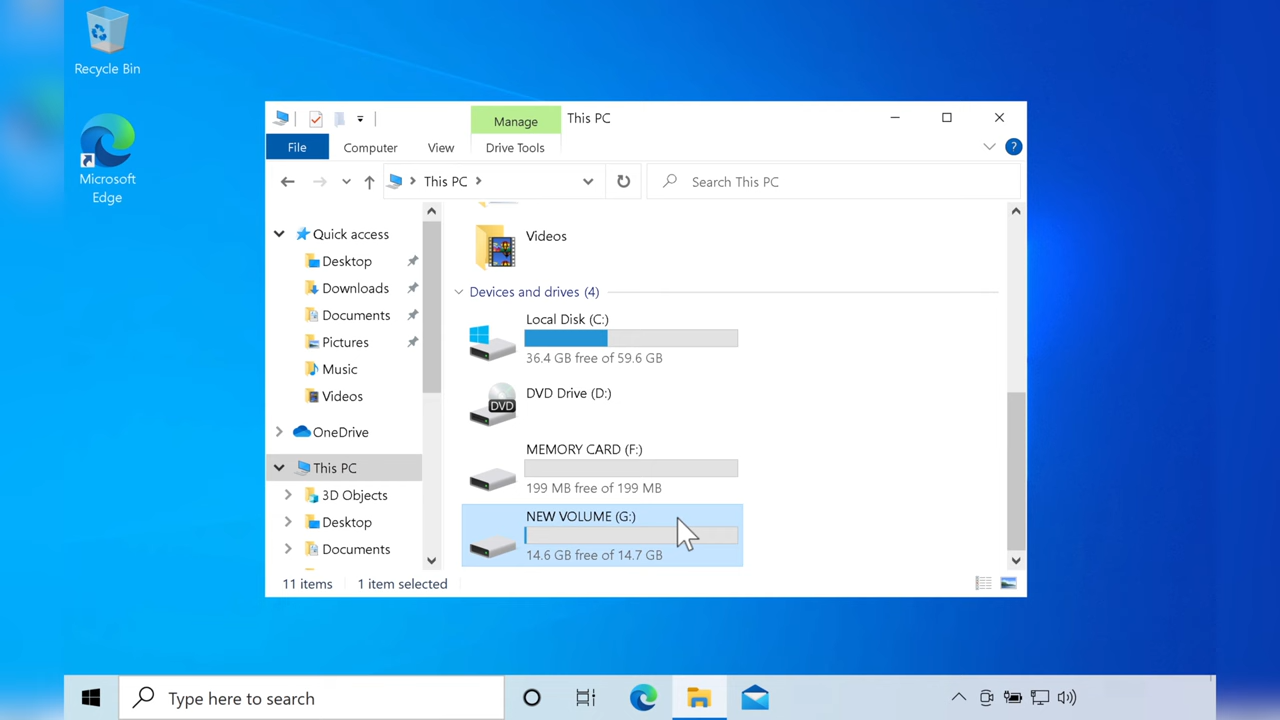 Recycle Bin
Microsoft
Edge
Manage
This PC
File
Computer
View
Drive Tools
?
This PC
Search This PC
Quick access
Desktop
Downloads
Documents
Pictures
Music
Videos
OneDrive
This PC
3D Objects
Desktop
Documents
Videos
Devices and drives (4)
Local Disk (C:)
36.4 GB free of 59.6 GB
DVD
DVD Drive (D:)
MEMORY CARD (F:)
199 MB free of 199 MB
NEW VOLUME (G:)
14.6 GB free of 14.7 GB
11 items
1 item selected
Type here to search